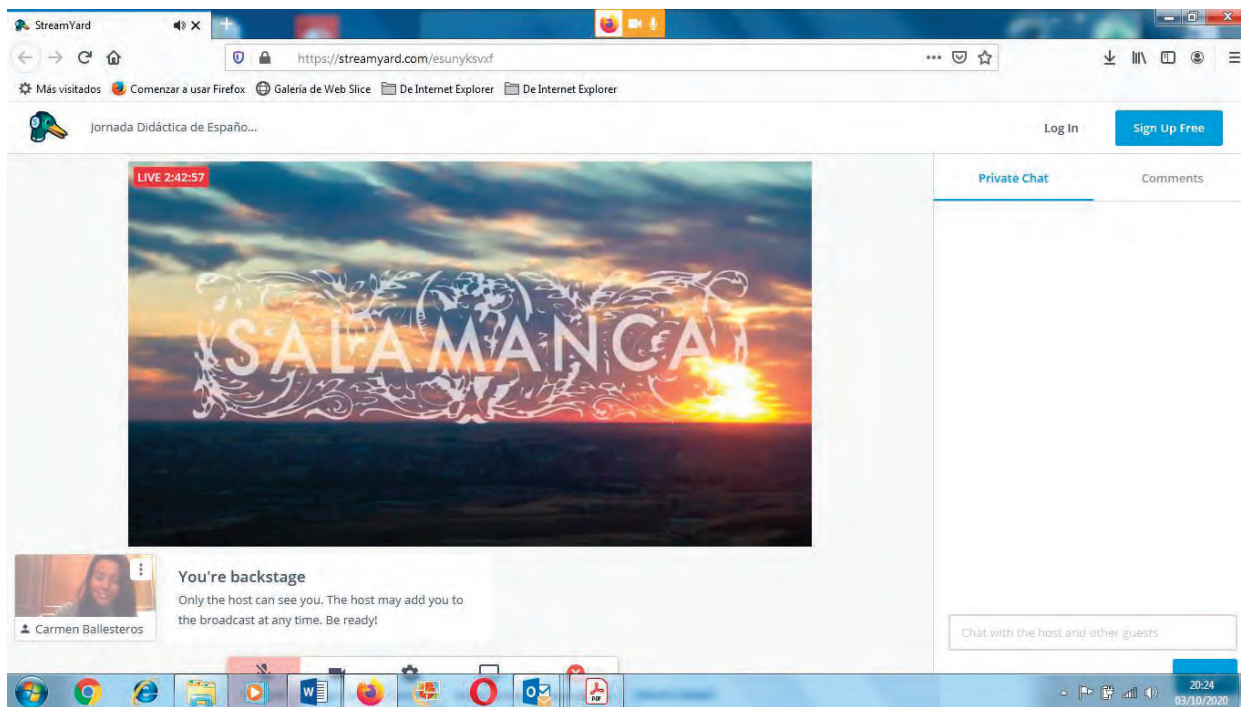 StreamYard
https://streamyard.com/esunyksvxf
Más visitados Comenzar a usar Firefox Galería de Web Slice De Internet Explorer De Internet Explorer
Jornada Didáctica de Españo...
Log In
Sign Up Free
LIVE 2:42:57
SALAMANCA
Private Chat
Comments
You're backstage
Only the host can see you. The host may add you to
the broadcast at any time. Be ready!
Carmen Ballesteros
Chat with the host and other guests
PDF
20:24
03/10/2020